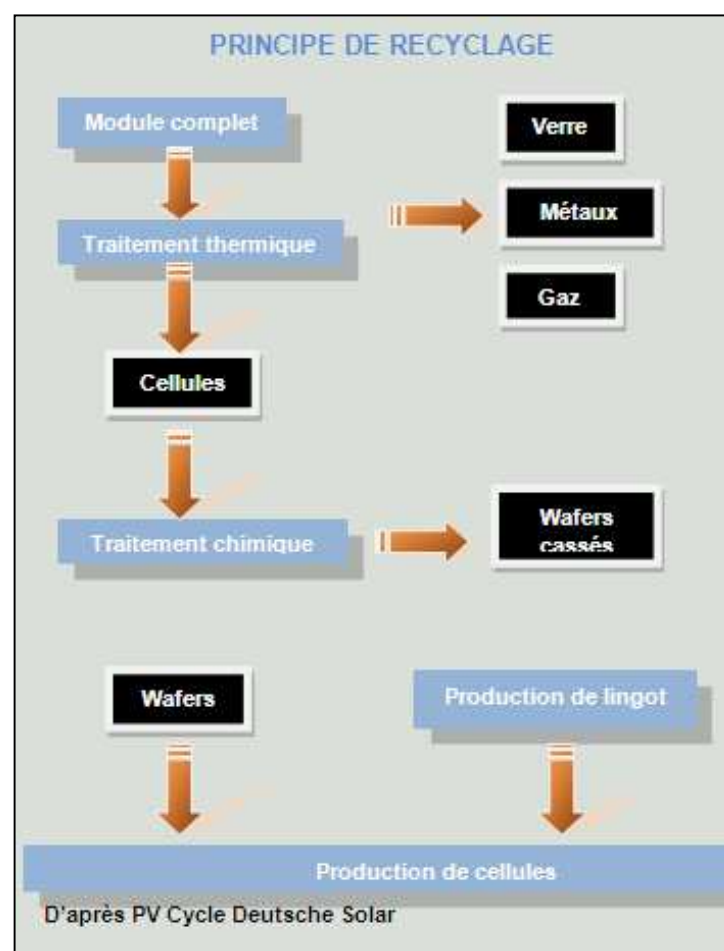 PRINCIPE DE RECYCLAGE
Module complet
Verre
Métaux
Traitement thermique
Gaz
Cellules
Traitement chimique
Wafers
cassés
Wafers
Production de lingot
Production de cellules
D'après PV Cycle Deutsche Solar